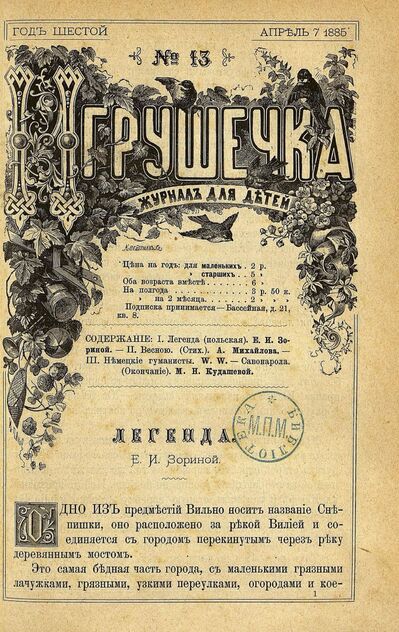 ГОДЪ ШЕСТОЙ
АПРѢЛЬ 7 1885
№ 13
ИГРУШЕЧКА
ЖУРНАЛЪ ДЛЯ ДѢТЕЙ
Цѣна на годъ: для маленькихъ . 2 р.
» старшихъ . . 5 »
Оба возраста вмѣстѣ . . . . . 6 »
На полгода . . . . . 3 р. 50 к.
» на 2 мѣсяца . . . . . 2 » . »
Подписка принимается—Бассейная, д. 21,
кв. 8.
СОДЕРЖАНІЕ: I. Легенда (польская). Е. И. Зо-
риной. — II. Весною. (Стих.). А. Михайлова.—
III. Нѣмецкіе гуманисты. W. W. — Савонарола.
(Окончаніе). М. Н. Кудашевой.
БИБЛІОТЕКА
М.П.М
ЛЕГЕНДА.
Е. И. Зориной.
ОДНО ИЗЪ предмѣстій Вильно носитъ названіе Снѣ-
пишки, оно расположено за рѣкой Виліей и со-
единяется съ городомъ перекинутымъ черезъ рѣку
деревяннымъ мостомъ.
Это самая бѣдная часть города, съ маленькими грязными
лачужками, грязными, узкими переулками, огородами и кое-
1